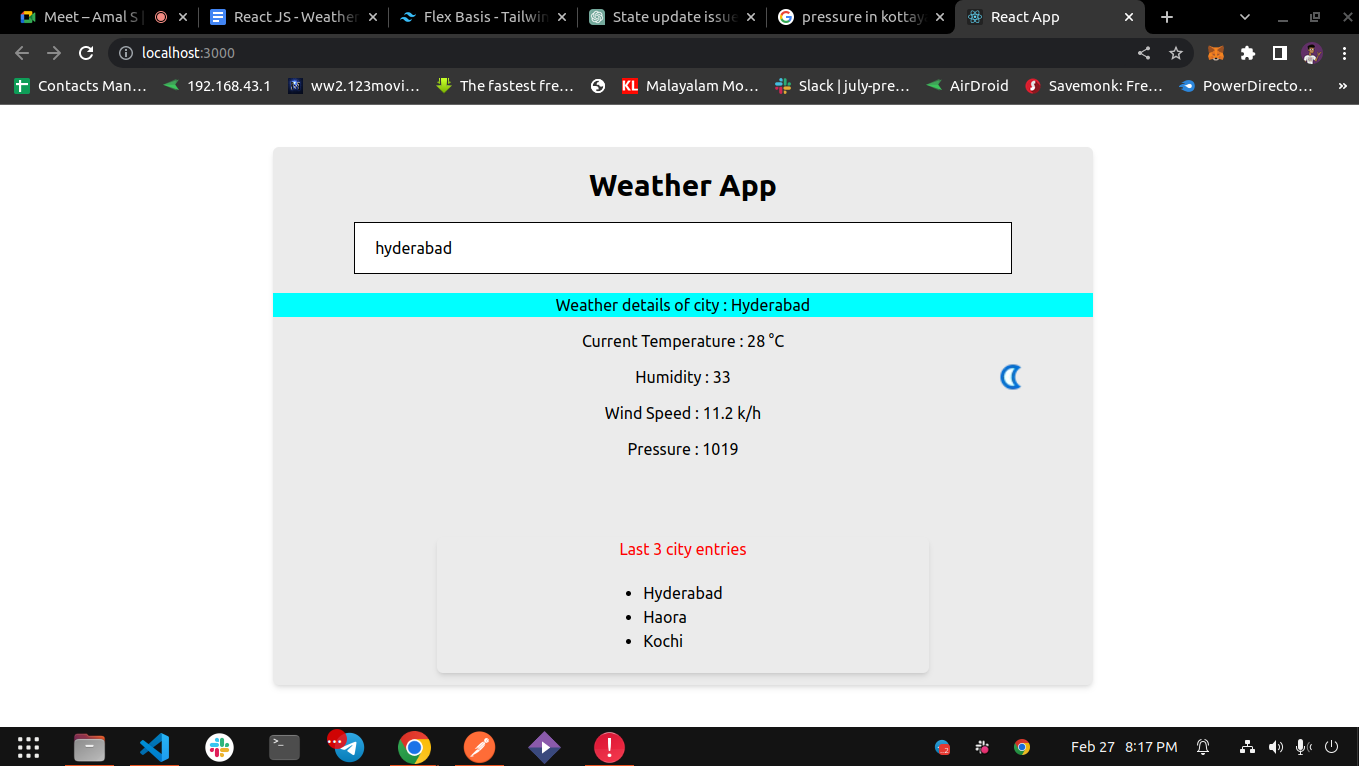 Meet – Amal S |
React JS - Weather
Flex Basis - Tailwin
State update issue
pressure in kottaya
React App
localhost:3000
Contacts Man…
192.168.43.1
ww2.123movi…
The fastest fre…
KL
Malayalam Mo…
Slack | july-pre…
AirDroid
Savemonk: Fre…
PowerDirecto…
»
Weather App
hyderabad
Weather details of city : Hyderabad
Current Temperature : 28 °C
Humidity : 33
Wind Speed : 11.2 k/h
Pressure : 1019
Last 3 city entries
• Hyderabad
• Haora
• Kochi
Feb 27 8:17 PM